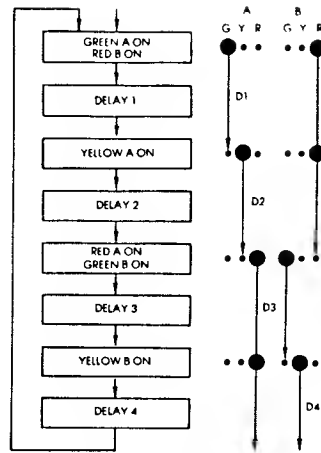 A B
G Y R G Y R
GREEN A ON
RED B ON
D1
DELAY 1
YELLOW A ON
D2
DELAY 2
RED A ON
GREEN B ON
D3
DELAY 3
YELLOW B ON
D4
DELAY 4